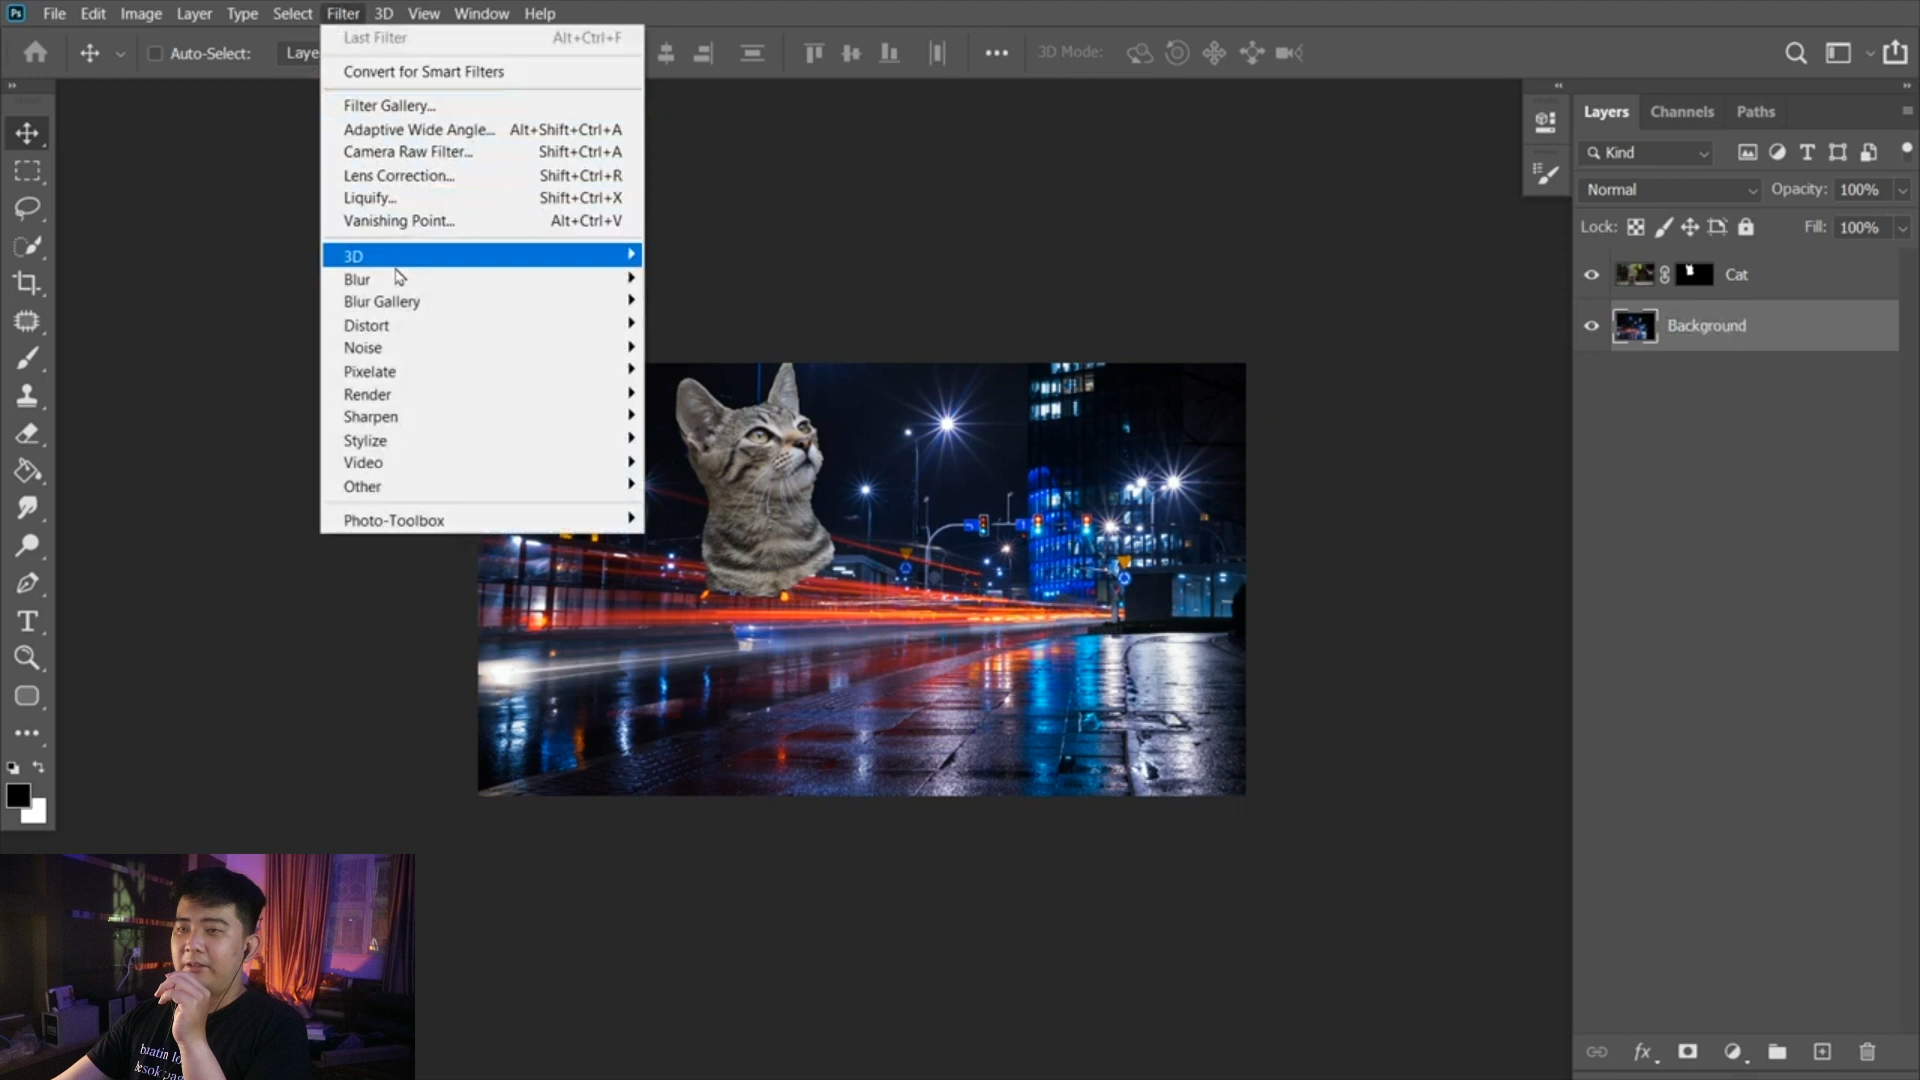 Ps File Edit Image Layer Type Select Filter 3D View Window Help
Auto-Select: Laye 3D Mode:
Last Filter Alt+Ctrl+F
Convert for Smart Filters
Filter Gallery...
Adaptive Wide Angle... Alt+Shift+Ctrl+A
Camera Raw Filter... Shift+Ctrl+A
Lens Correction... Shift+Ctrl+R
Liquify... Shift+Ctrl+X
Vanishing Point... Alt+Ctrl+V
3D
Blur
Blur Gallery
Distort
Noise
Pixelate
Render
Sharpen
Stylize
Video
Other
Photo-Toolbox
Layers Channels Paths
Kind
Normal Opacity: 100%
Lock: Fill: 100%
Cat
Background
buatin lo